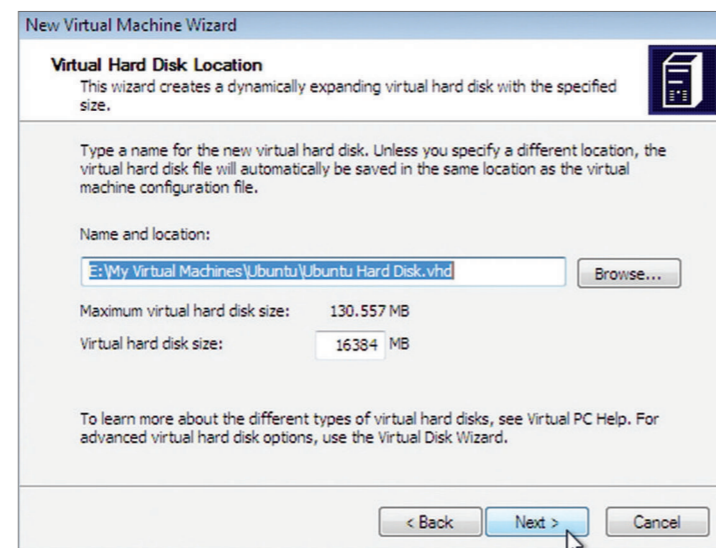 New Virtual Machine Wizard
Virtual Hard Disk Location
This wizard creates a dynamically expanding virtual hard disk with the specified
size.
Type a name for the new virtual hard disk. Unless you specify a different location, the
virtual hard disk file will automatically be saved in the same location as the virtual
machine configuration file.
Name and location:
E:\My Virtual Machines\Ubuntu\Ubuntu Hard Disk.vhd
Browse...
Maximum virtual hard disk size: 130.557 MB
Virtual hard disk size: 16384 MB
To learn more about the different types of virtual hard disks, see Virtual PC Help. For
advanced virtual hard disk options, use the Virtual Disk Wizard.
< Back Next > Cancel